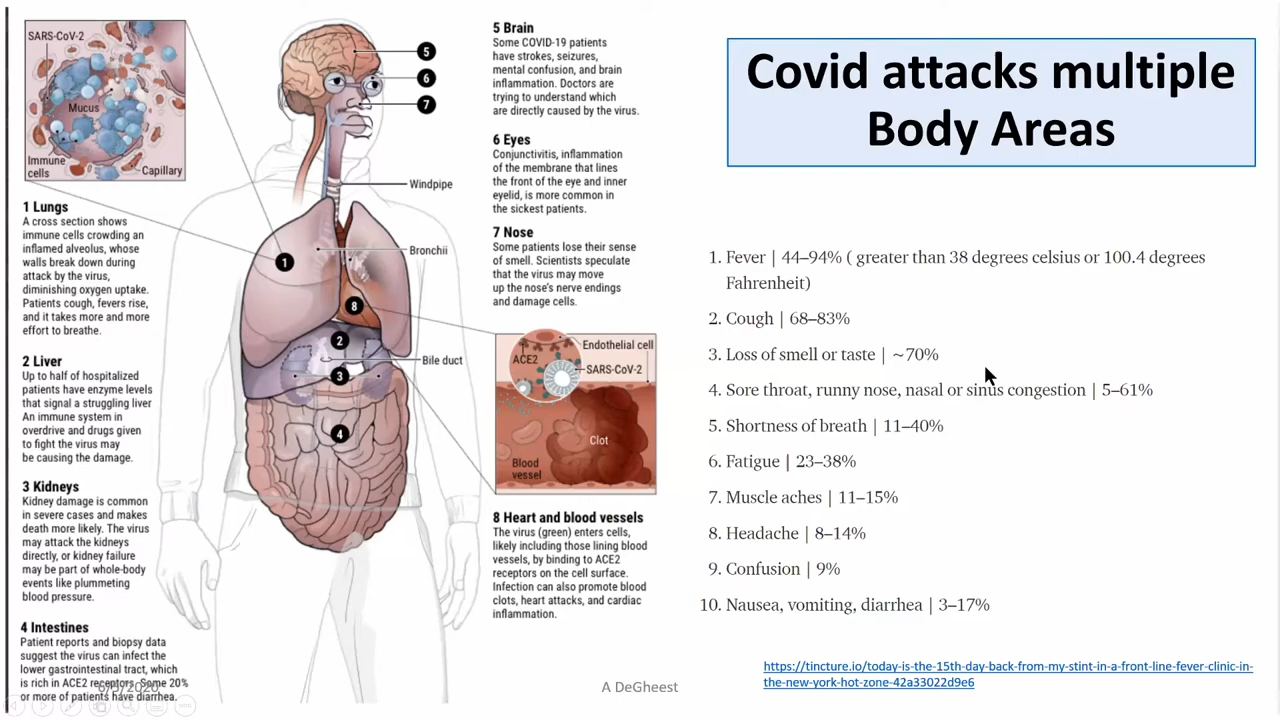 SARS-CoV-2
Mucus
Immune
cells
Capillary
1 Lungs
A cross section shows
immune cells crowding an
inflamed alveolus, whose
walls break down during
attack by the virus,
diminishing oxygen uptake.
Patients cough, fevers rise,
and it takes more and more
effort to breathe.
2 Liver
Up to half of hospitalized
patients have enzyme levels
that signal a struggling liver
An immune system in
overdrive and drugs given
to fight the virus may
be causing the damage.
3 Kidneys
Kidney damage is common
in severe cases and makes
death more likely. The virus
may attack the kidneys
directly, or kidney failure
may be part of whole-body
events like plummeting
blood pressure.
4 Intestines
Patient reports and biopsy data
suggest the virus can infect the
lower gastrointestinal tract, which
is rich in ACE2 receptors. Some 20%
or more of patients have diarrhea.
5
6
7
Windpipe
Bronchii
1
8
2
Bile duct
3
4
5 Brain
Some COVID-19 patients
have strokes, seizures,
mental confusion, and brain
inflammation. Doctors are
trying to understand which
are directly caused by the virus.
6 Eyes
Conjunctivitis, inflammation
of the membrane that lines
the front of the eye and inner
eyelid, is more common in
the sickest patients.
7 Nose
Some patients lose their sense
of smell. Scientists speculate
that the virus may move
up the nose's nerve endings
and damage cells.
Endothelial cell
ACE2
SARS-CoV-2
Clot
Blood
vessel
8 Heart and blood vessels
The virus (green) enters cells,
likely including those lining blood
vessels, by binding to ACE2
receptors on the cell surface.
Infection can also promote blood
clots, heart attacks, and cardiac
inflammation.
Covid attacks multiple
Body Areas
1. Fever | 44–94% ( greater than 38 degrees celsius or 100.4 degrees
Fahrenheit)
2. Cough | 68–83%
3. Loss of smell or taste | ~70%
4. Sore throat, runny nose, nasal or sinus congestion | 5–61%
5. Shortness of breath | 11–40%
6. Fatigue | 23–38%
7. Muscle aches | 11–15%
8. Headache | 8–14%
9. Confusion | 9%
10. Nausea, vomiting, diarrhea | 3–17%
https://tincture.io/today-is-the-15th-day-back-from-my-stint-in-a-front-line-fever-clinic-in-
the-new-york-hot-zone-42a33022d9e6
A DeGheest